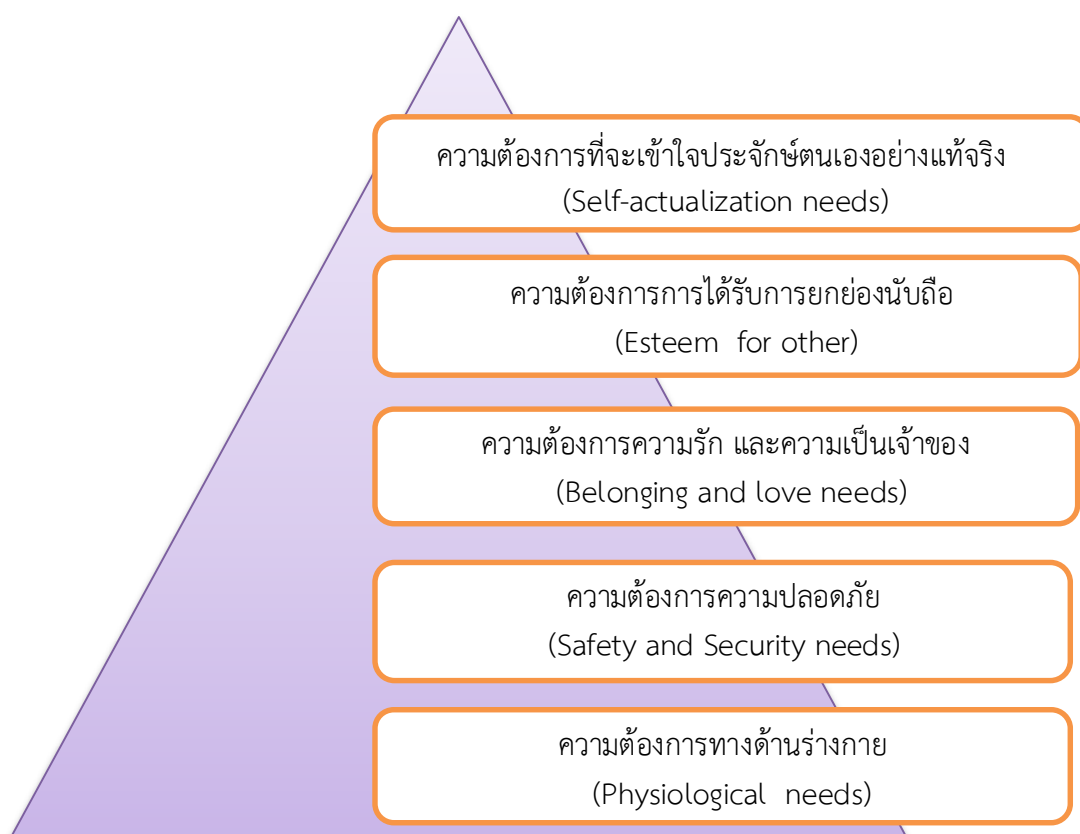 ความต้องการที่จะเข้าใจประจักษ์ตนเองอย่างแท้จริง
(Self-actualization needs)
ความต้องการการได้รับการยกย่องนับถือ
(Esteem for other)
ความต้องการความรัก และความเป็นเจ้าของ
(Belonging and love needs)
ความต้องการความปลอดภัย
(Safety and Security needs)
ความต้องการทางด้านร่างกาย
(Physiological needs)